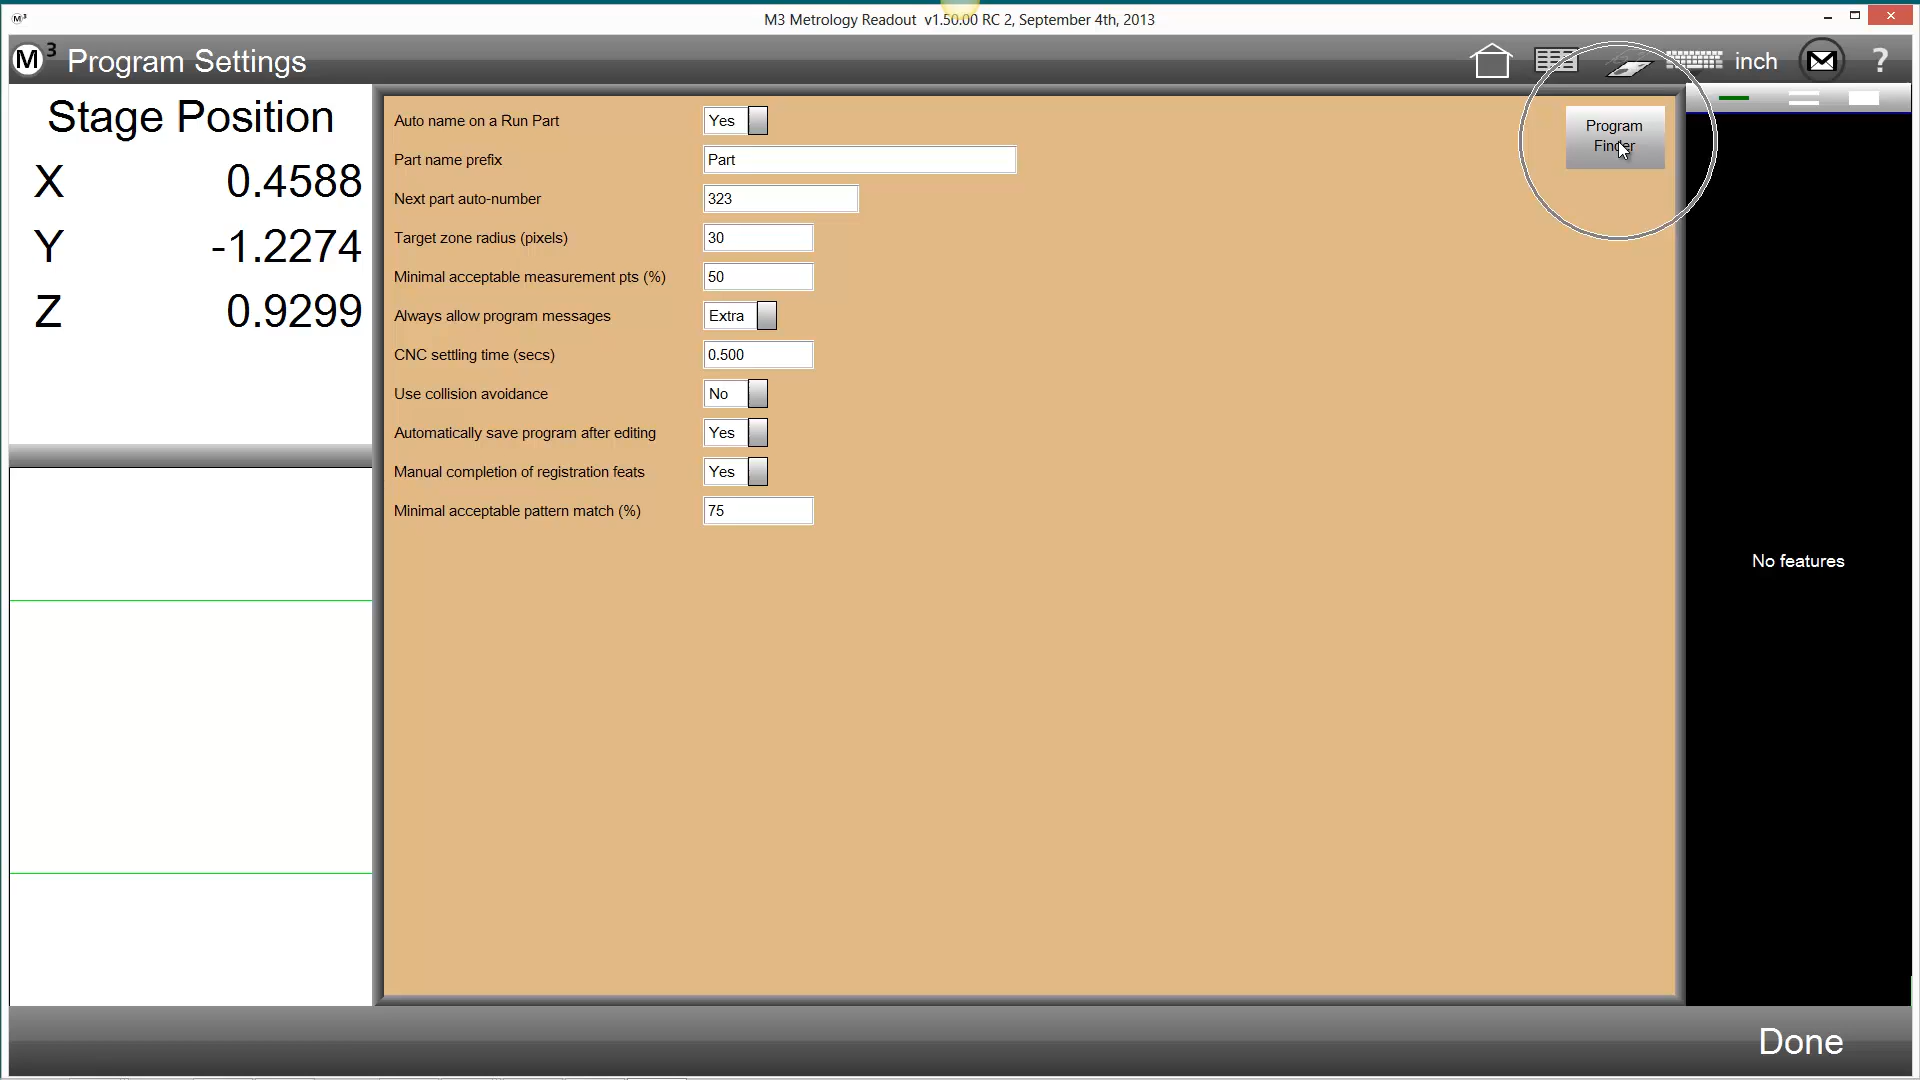 M3
M3 Metrology Readout v1.50.00 RC 2, September 4th, 2013
M3 Program Settings
inch
?
Stage Position
X 0.4588
Y -1.2274
Z 0.9299
Auto name on a Run Part Yes
Part name prefix Part
Next part auto-number 323
Target zone radius (pixels) 30
Minimal acceptable measurement pts (%) 50
Always allow program messages Extra
CNC settling time (secs) 0.500
Use collision avoidance No
Automatically save program after editing Yes
Manual completion of registration feats Yes
Minimal acceptable pattern match (%) 75
Program
Finder
No features
Done